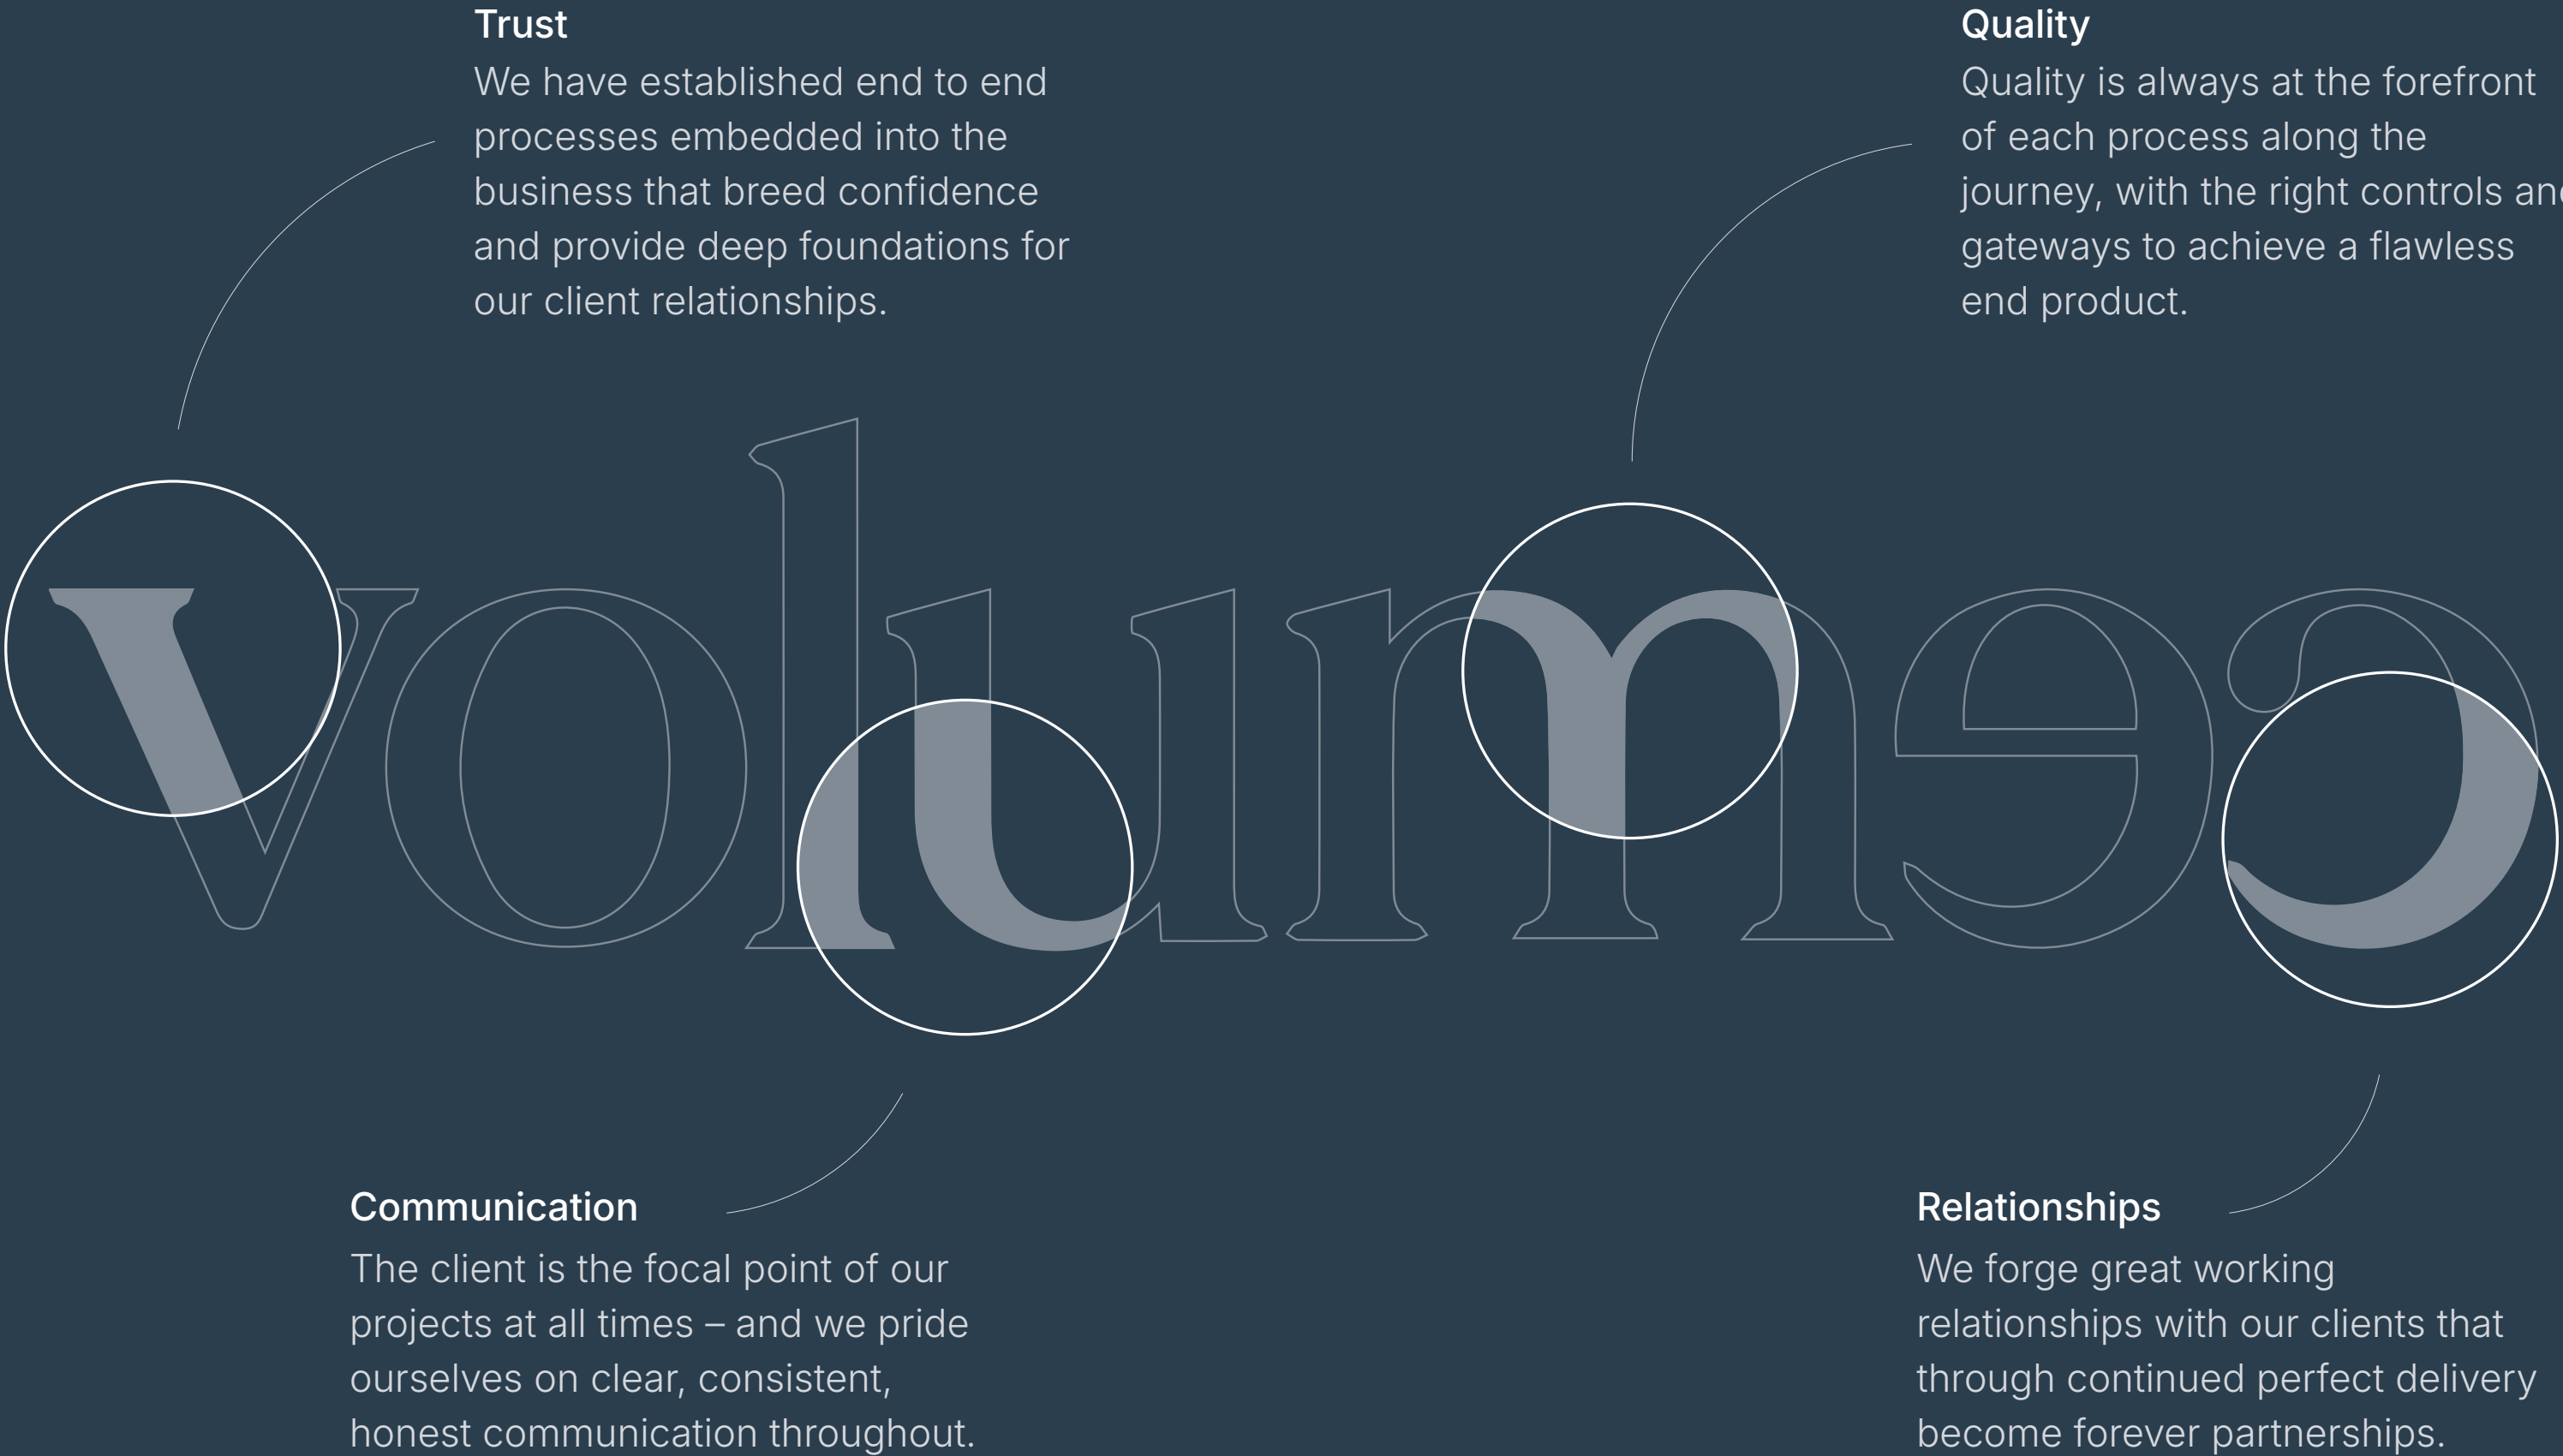 Trust
We have established end to end
processes embedded into the
business that breed confidence
and provide deep foundations for
our client relationships.
Quality
Quality is always at the forefront
of each process along the
journey, with the right controls and
gateways to achieve a flawless
end product.
volumɘɔ
Communication
The client is the focal point of our
projects at all times – and we pride
ourselves on clear, consistent,
honest communication throughout.
Relationships
We forge great working
relationships with our clients that
through continued perfect delivery
become forever partnerships.